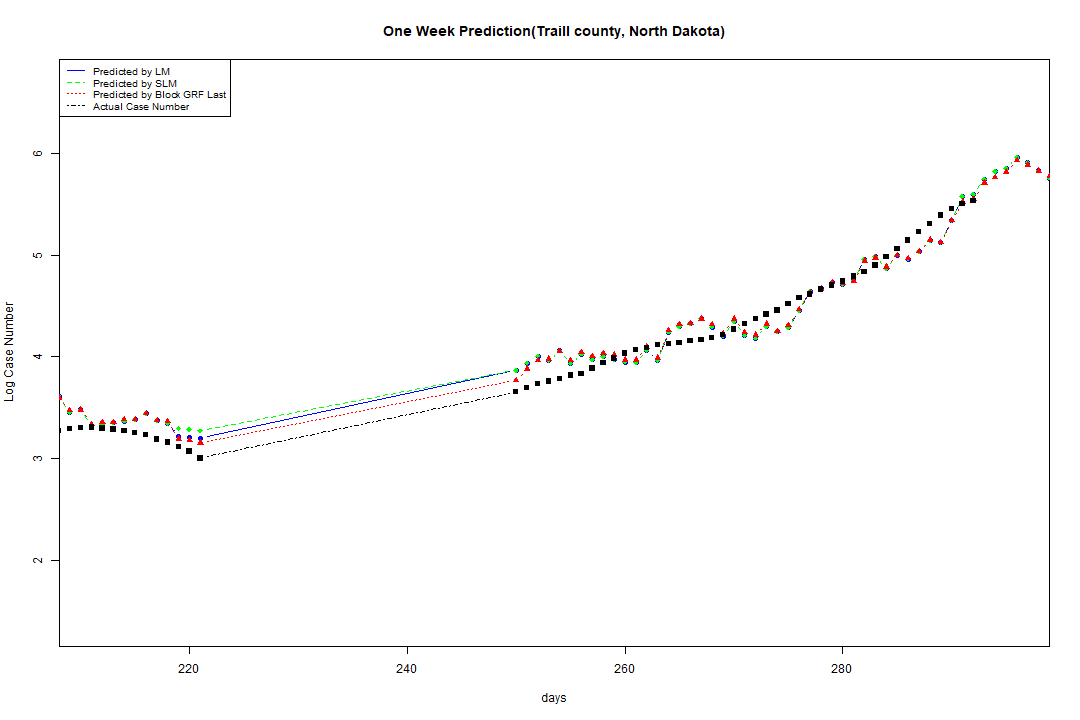 One Week Prediction(Traill county, North Dakota)
Predicted by LM
Predicted by SLM
Predicted by Block GRF Last
Actual Case Number
6
5
4
3
2
Log Case Number
220 240 260 280
days